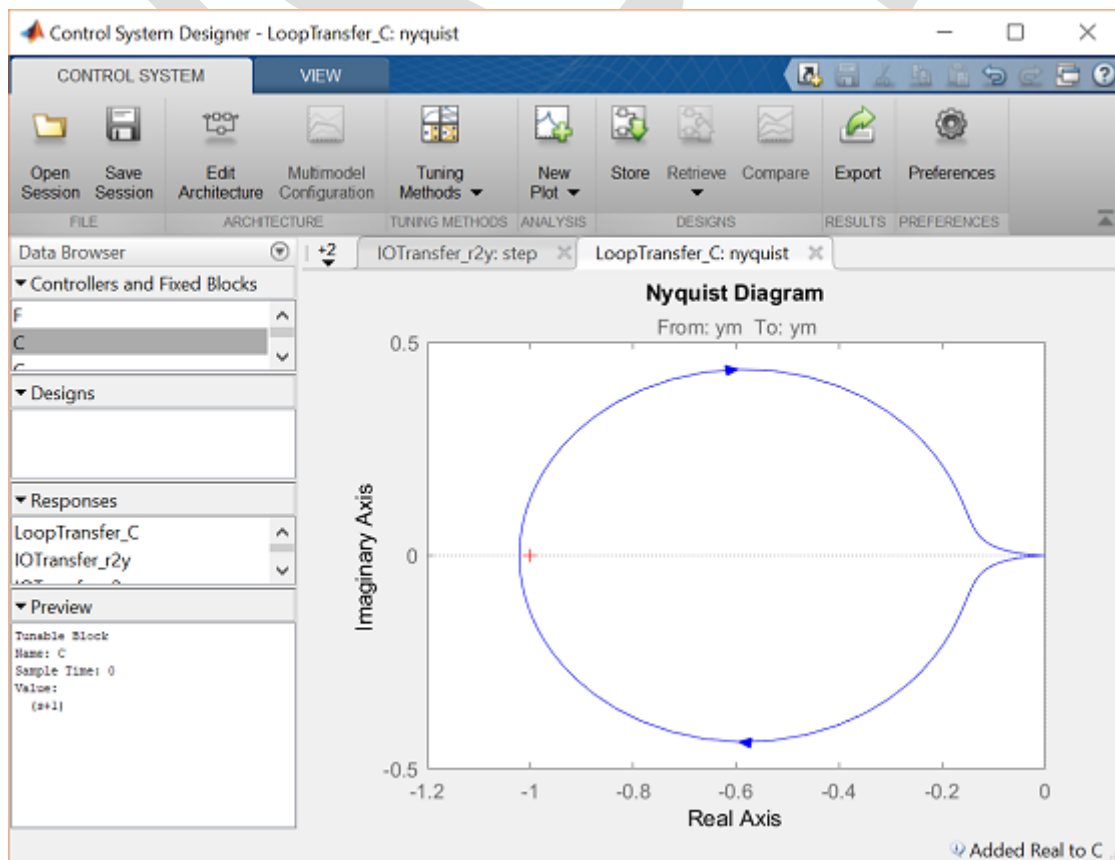 Control System Designer - LoopTransfer_C: nyquist
CONTROL SYSTEM
VIEW
Open Session
Save Session
Edit Architecture
Multimodel Configuration
Tuning Methods
New Plot
Store
Retrieve
Compare
Export
Preferences
FILE
ARCHITECTURE
TUNING METHODS
ANALYSIS
DESIGNS
RESULTS
PREFERENCES
Data Browser
+2
IOTransfer_r2y: step
LoopTransfer_C: nyquist
Controllers and Fixed Blocks
F
C
Designs
Responses
LoopTransfer_C
IOTransfer_r2y
Preview
Tunable Block
Name: C
Sample Time: 0
Value:
(s+1)
Nyquist Diagram
From: ym To: ym
Imaginary Axis
0.5
0
-0.5
-1.2
-1
-0.8
-0.6
-0.4
-0.2
0
Real Axis
Added Real to C